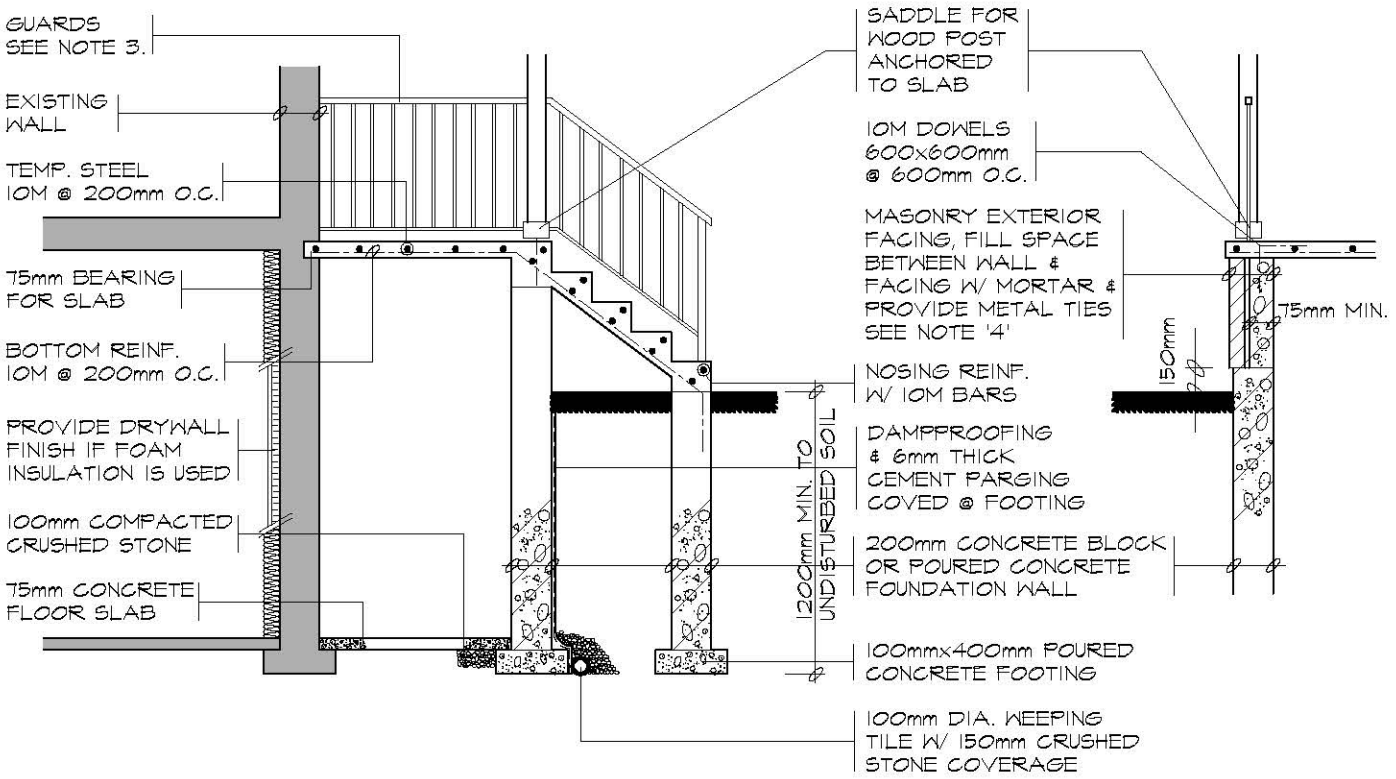 GUARDS
SEE NOTE 3.
EXISTING
WALL
TEMP. STEEL
10M @ 200mm O.C.
75mm BEARING
FOR SLAB
BOTTOM REINF.
10M @ 200mm O.C.
PROVIDE DRYWALL
FINISH IF FOAM
INSULATION IS USED
100mm COMPACTED
CRUSHED STONE
75mm CONCRETE
FLOOR SLAB
SADDLE FOR
WOOD POST
ANCHORED
TO SLAB
10M DOWELS
600x600mm
@ 600mm O.C.
MASONRY EXTERIOR
FACING, FILL SPACE
BETWEEN WALL &
FACING W/ MORTAR &
PROVIDE METAL TIES
SEE NOTE '4'
NOSING REINF.
W/ 10M BARS
DAMPPROOFING
& 6mm THICK
CEMENT PARGING
COVED @ FOOTING
200mm CONCRETE BLOCK
OR POURED CONCRETE
FOUNDATION WALL
100mmx400mm POURED
CONCRETE FOOTING
100mm DIA. WEEPING
TILE W/ 150mm CRUSHED
STONE COVERAGE
1200mm MIN. TO
UNDISTURBED SOIL
150mm
75mm MIN.